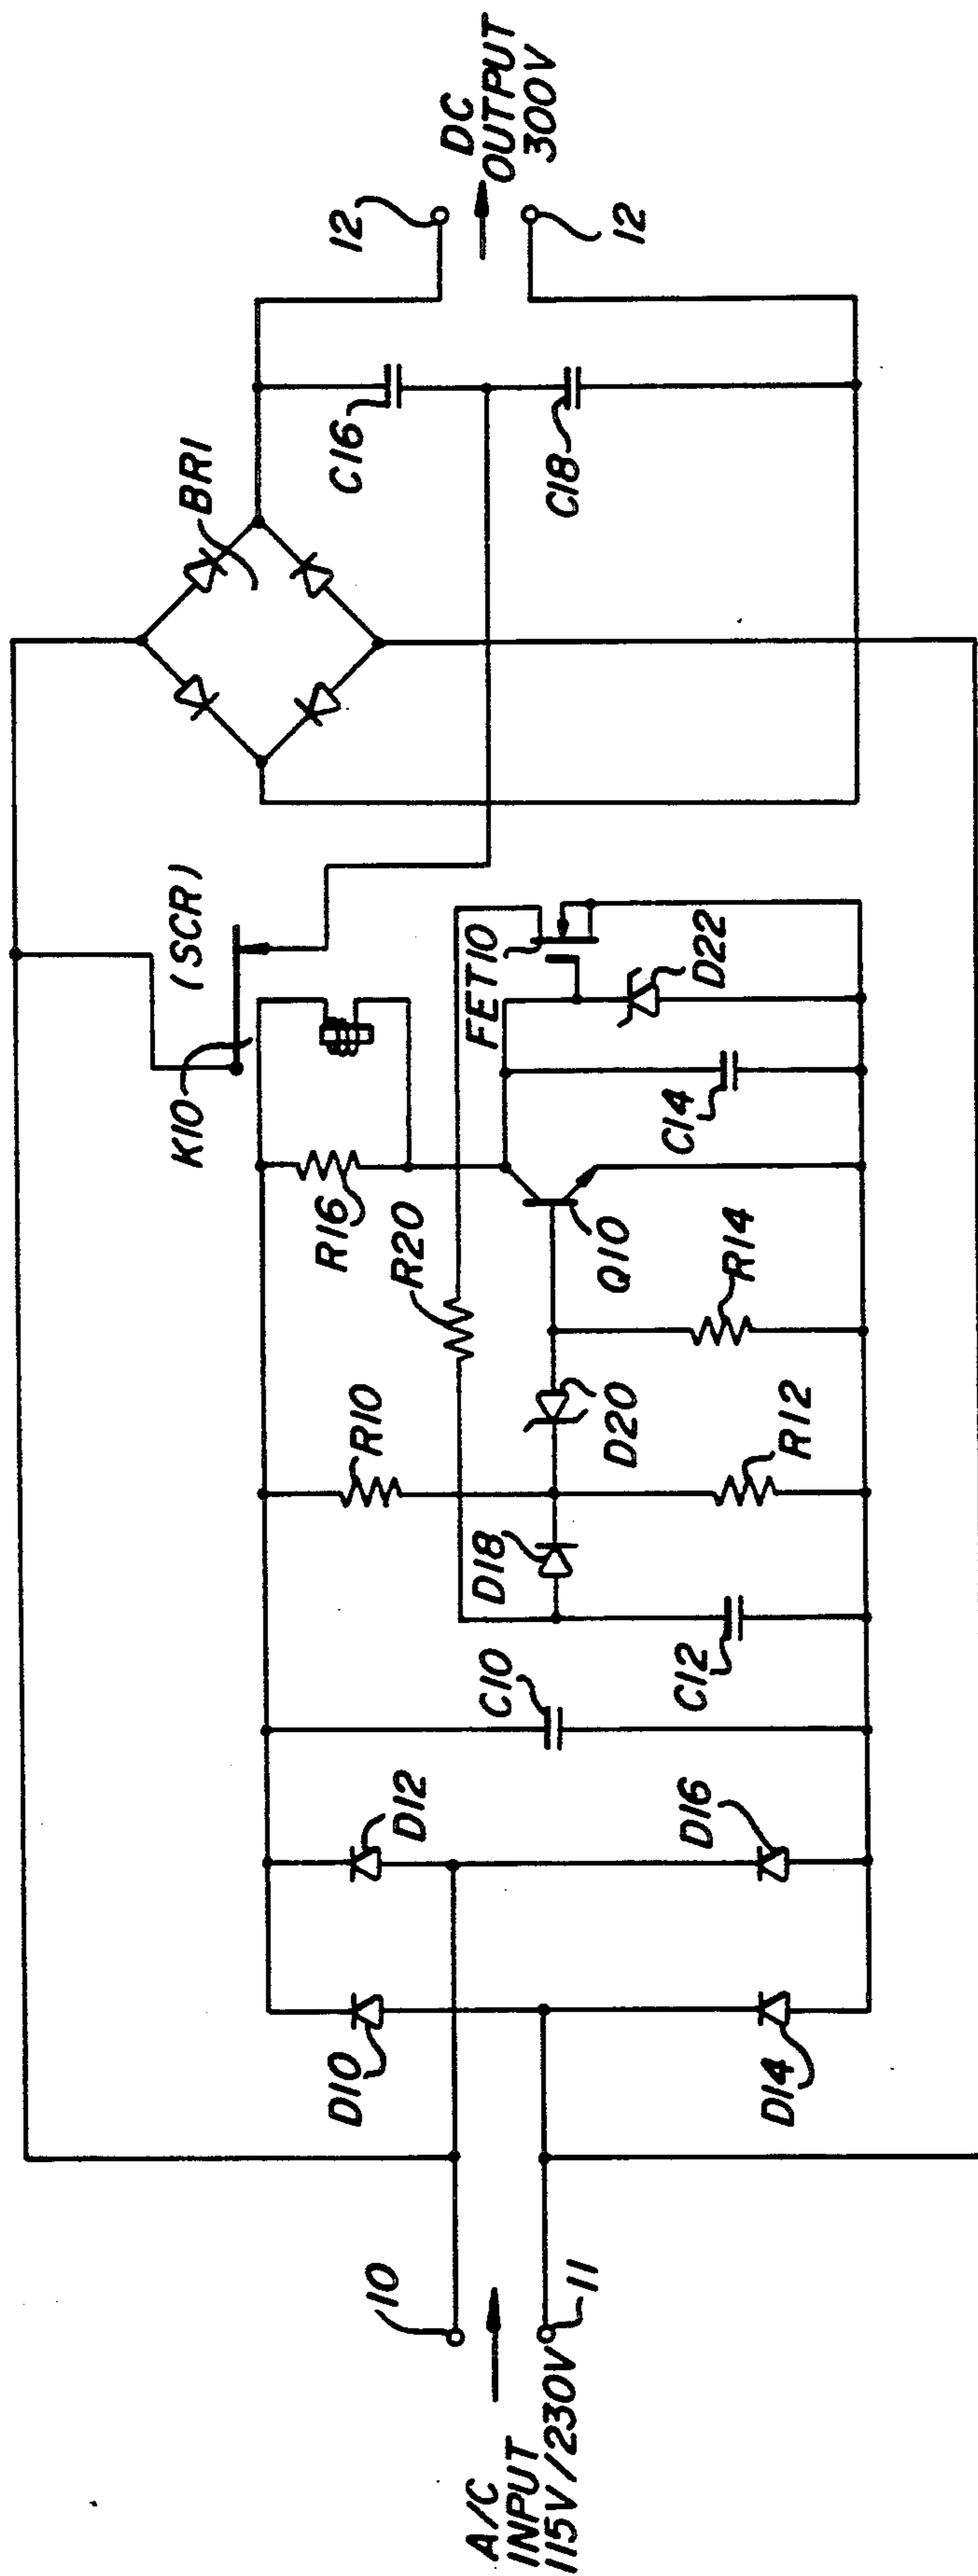 A/C
INPUT
115V/230V
10
11
D10
D12
D14
D16
C10
C12
D18
R10
R12
D20
R14
R20
R16
Q10
K10
(SCR)
C14
FET10
D22
BR1
C16
C18
12
12
DC
OUTPUT
300V